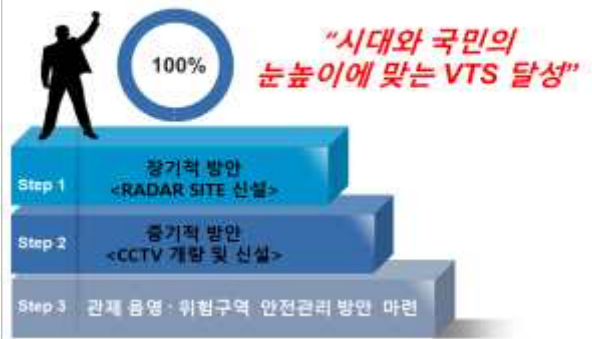 100%
“시대와 국민의
눈높이에 맞는 VTS 달성”
Step 1
장기적 방안
<RADAR SITE 신설>
Step 2
중기적 방안
<CCTV 개량 및 신설>
Step 3
관제 음영·위험구역 안전관리 방안 마련